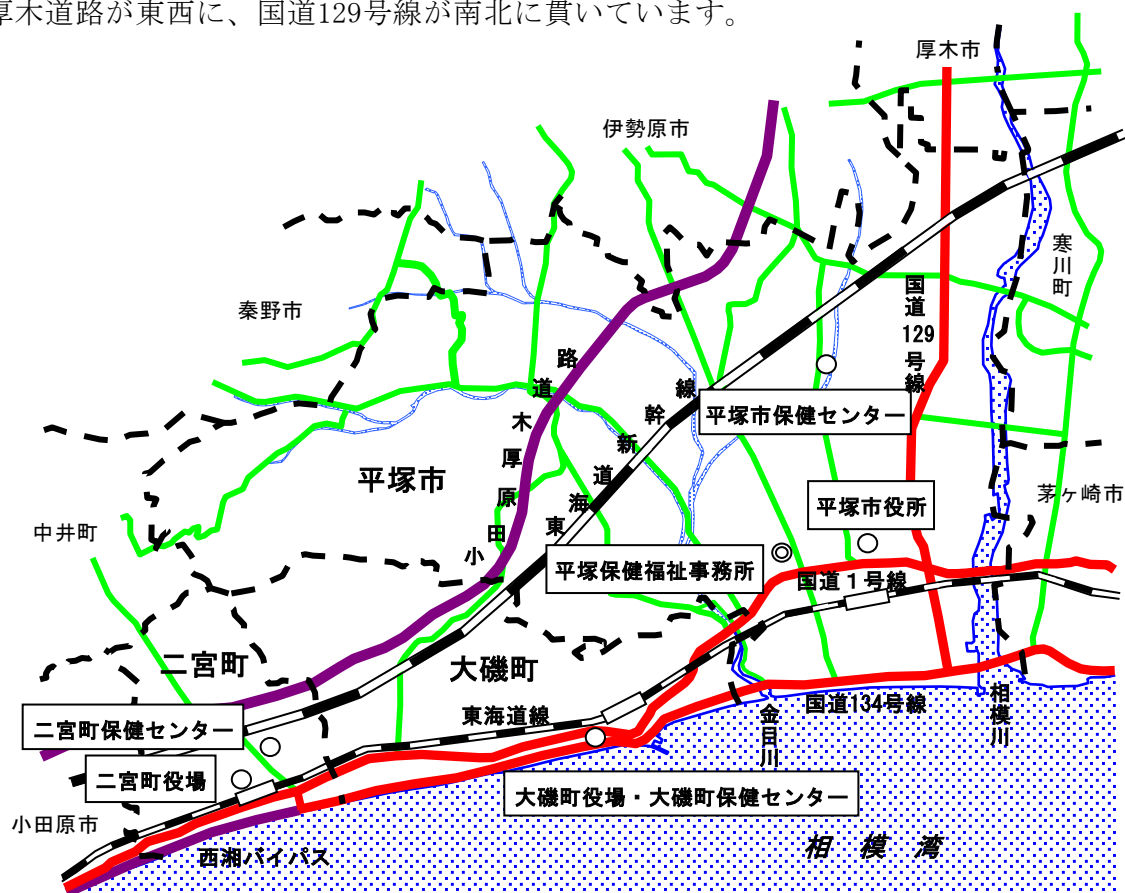 厚木道路が東西に、国道129号線が南北に貫いています。
厚木市
伊勢原市
寒川町
秦野市
国道129号線
小田原厚木道路
東海道新幹線
平塚市保健センター
平塚市
平塚市役所
茅ヶ崎市
中井町
平塚保健福祉事務所
国道１号線
二宮町
大磯町
二宮町保健センター
東海道線
国道134号線
金目川
相模川
二宮町役場
大磯町役場・大磯町保健センター
小田原市
西湘バイパス
相模湾